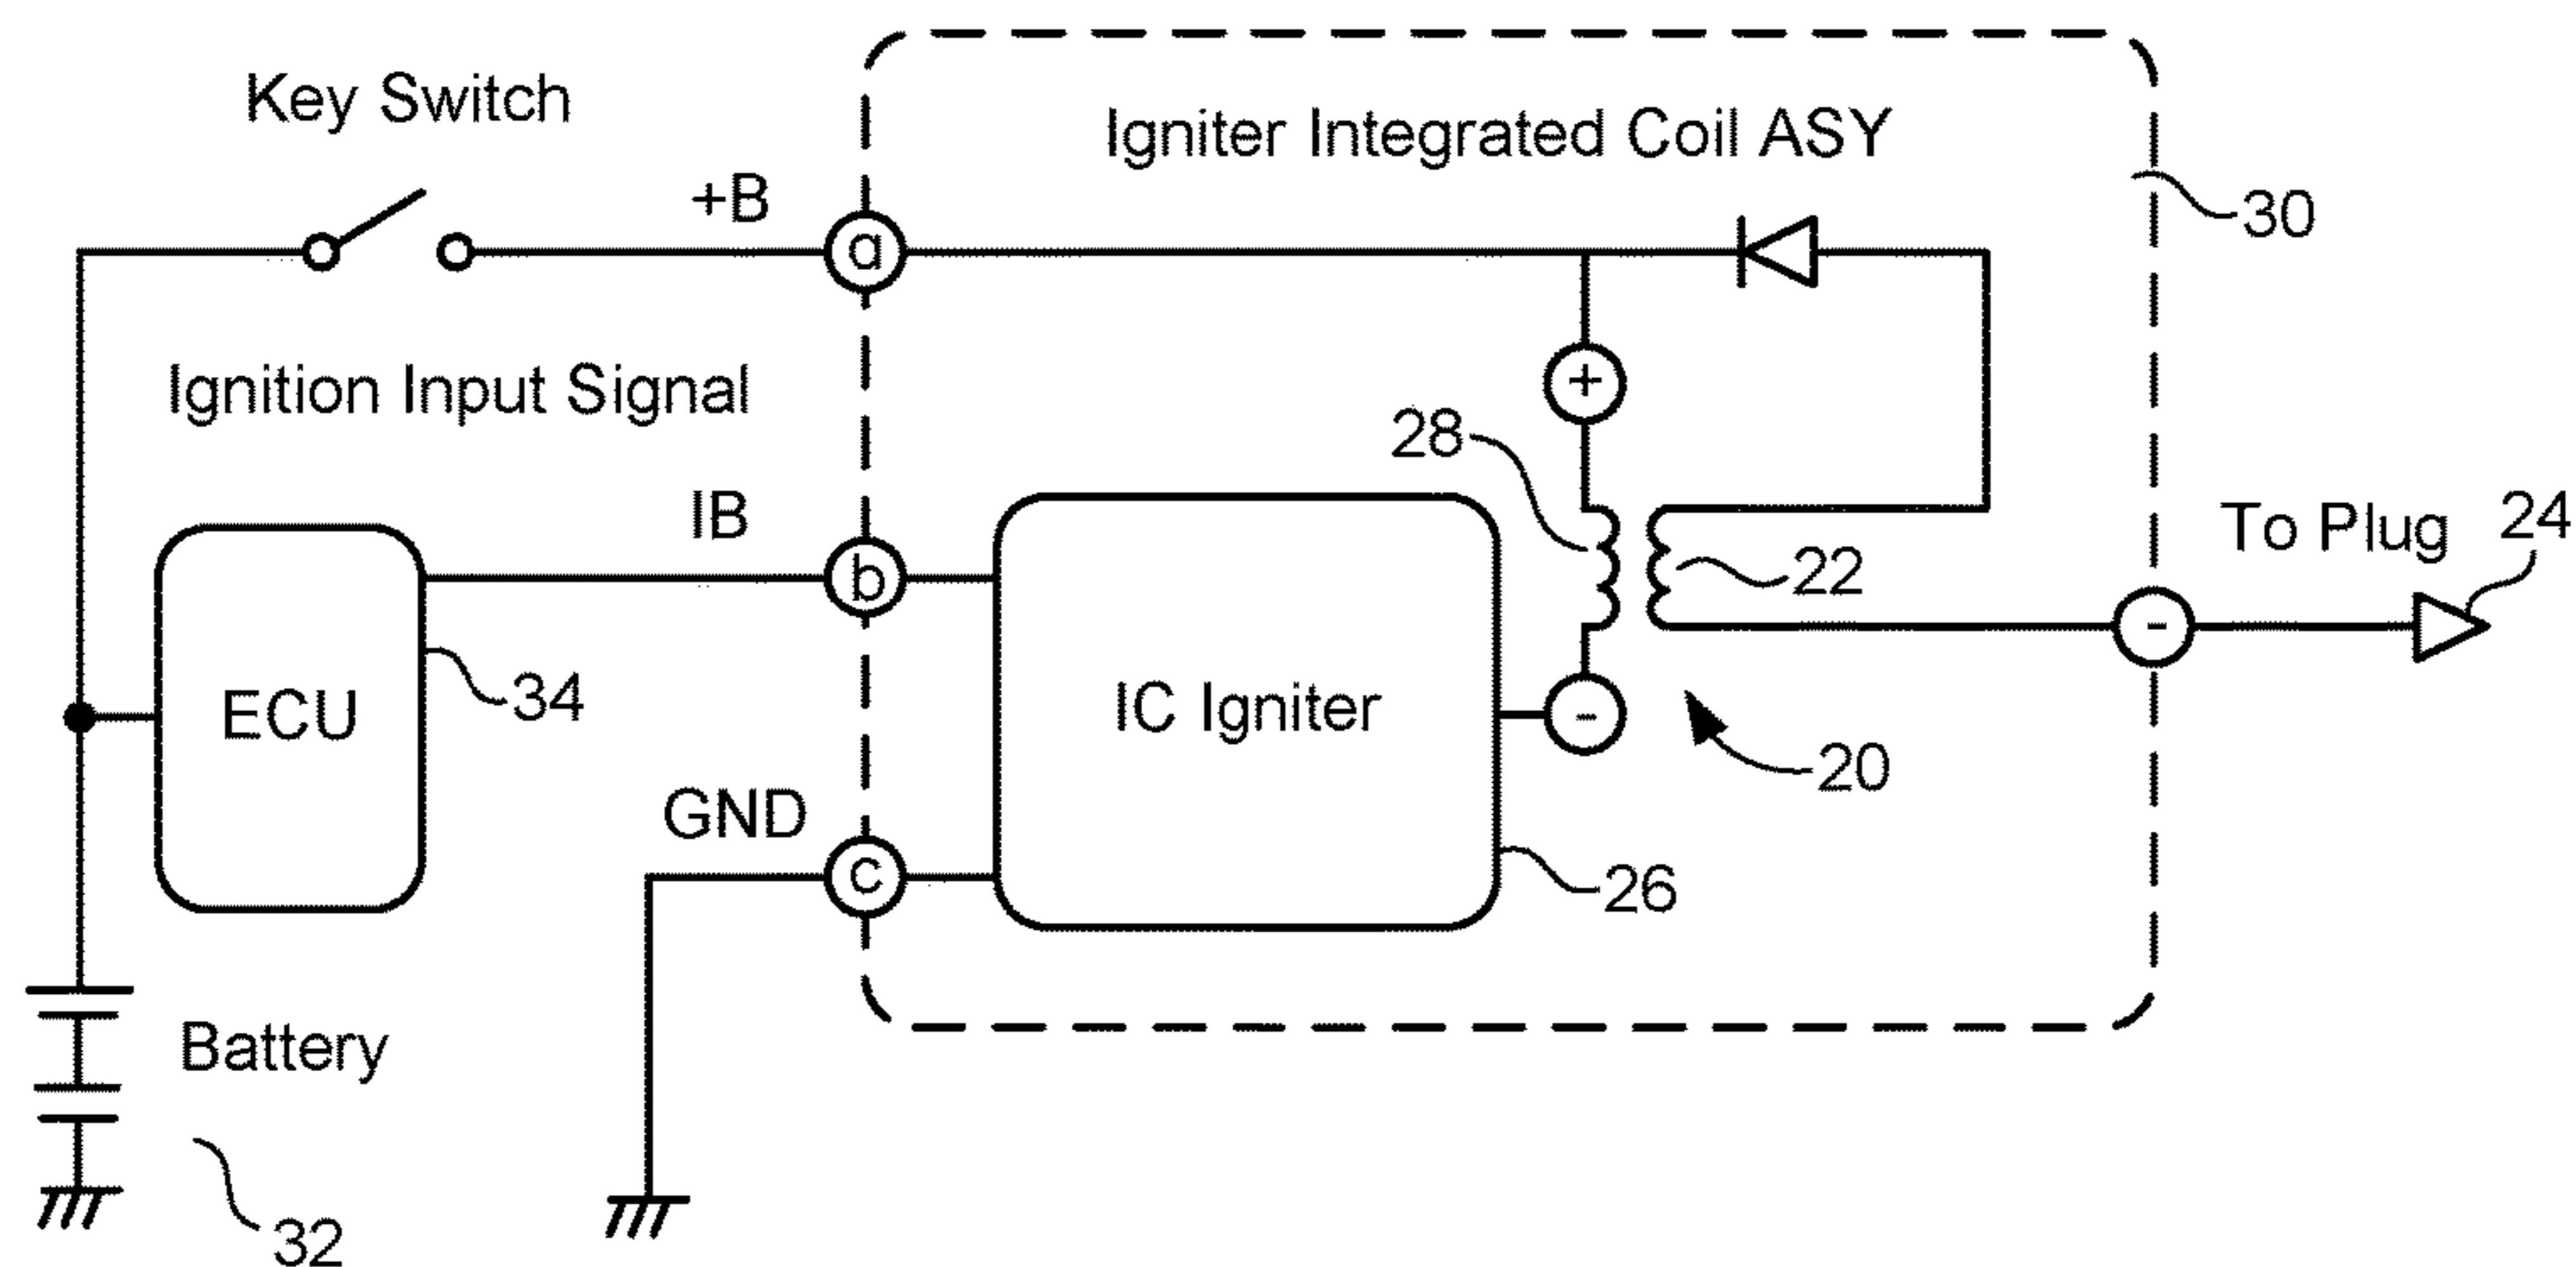 Key Switch
Igniter Integrated Coil ASY
+B
a
30
Ignition Input Signal
+
28
IB
b
22
To Plug
24
-
ECU
34
IC Igniter
-
20
GND
c
26
Battery
32